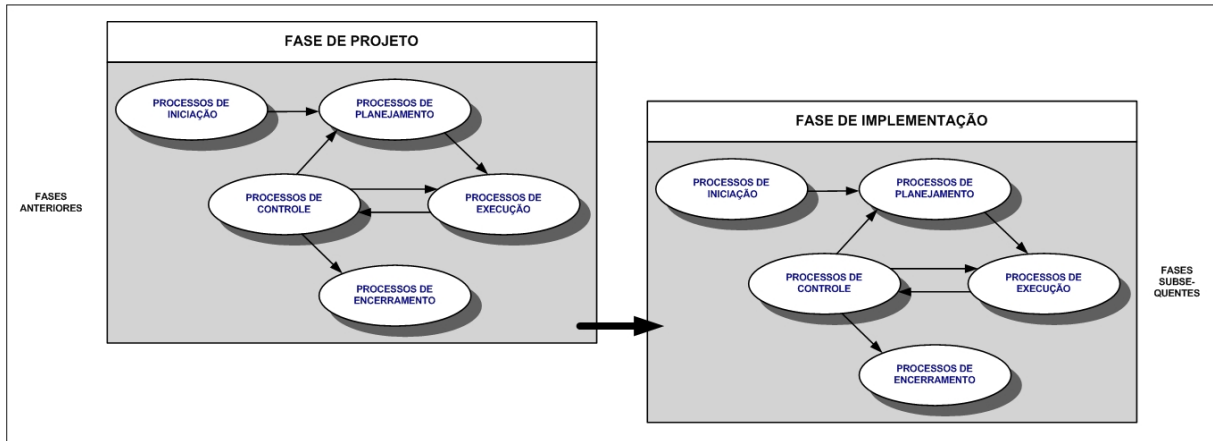 FASE DE PROJETO
PROCESSOS DE
INICIAÇÃO
PROCESSOS DE
PLANEJAMENTO
PROCESSOS DE
CONTROLE
PROCESSOS DE
EXECUÇÃO
PROCESSOS DE
ENCERRAMENTO
FASES
ANTERIORES
FASE DE IMPLEMENTAÇÃO
PROCESSOS DE
INICIAÇÃO
PROCESSOS DE
PLANEJAMENTO
PROCESSOS DE
CONTROLE
PROCESSOS DE
EXECUÇÃO
PROCESSOS DE
ENCERRAMENTO
FASES
SUBSE-
QUENTES